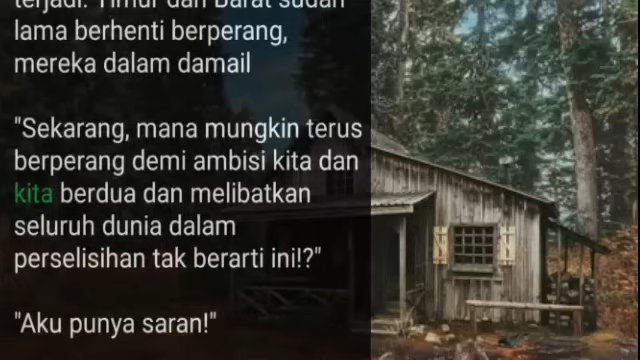 terjadi. Timur dan Barat sudah
lama berhenti berperang,
mereka dalam damail
"Sekarang, mana mungkin terus
berperang demi ambisi kita dan
kita berdua dan melibatkan
seluruh dunia dalam
perselisihan tak berarti ini!?"
"Aku punya saran!"